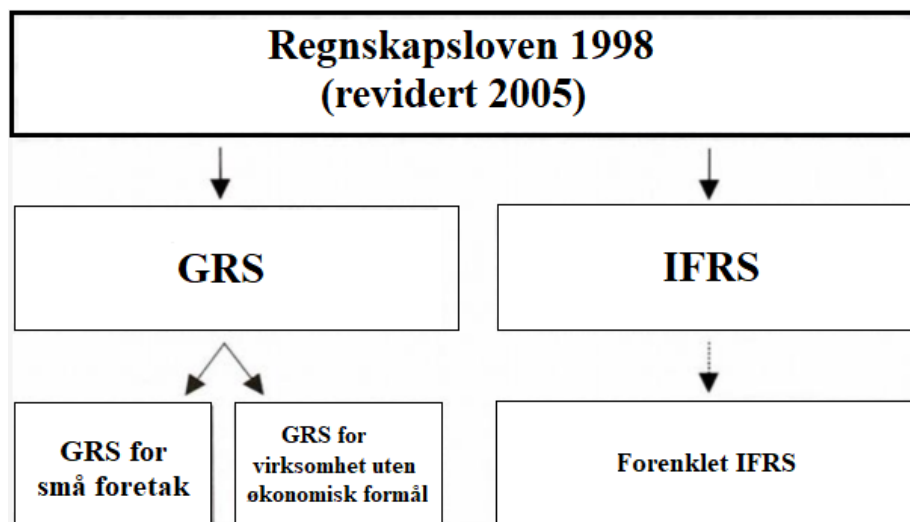 Regnskapsloven 1998
(revidert 2005)
GRS
IFRS
GRS for
små foretak
GRS for
virksomhet uten
økonomisk formål
Forenklet IFRS